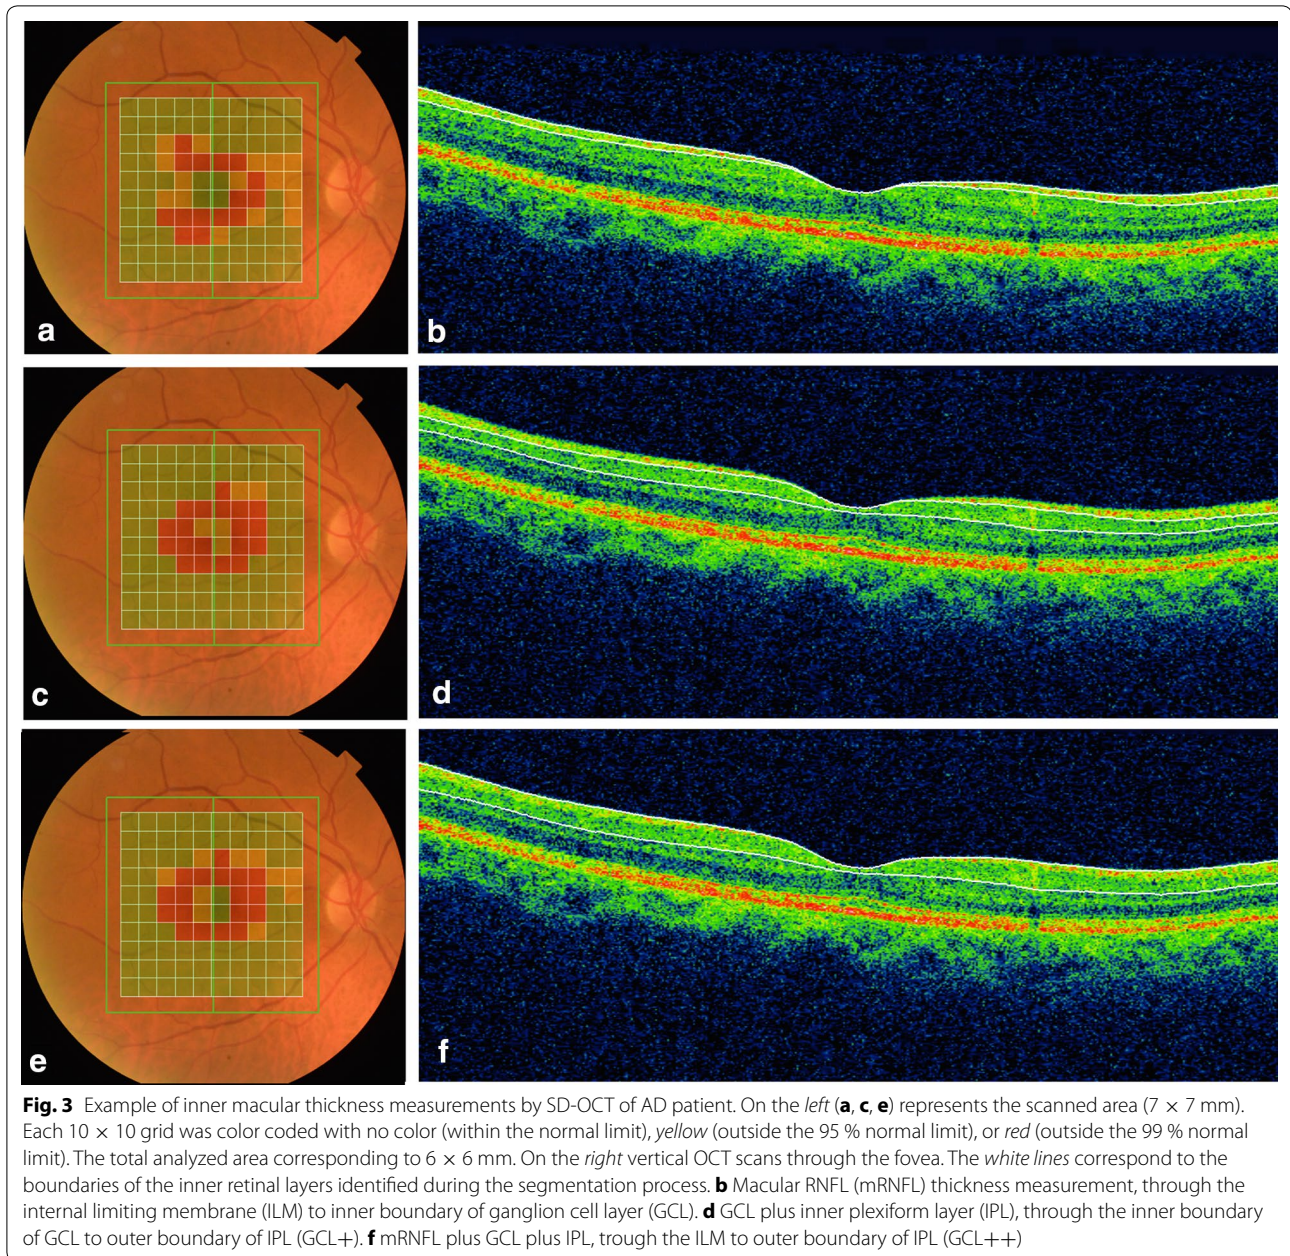 a
b
c
d
e
f
Fig. 3 Example of inner macular thickness measurements by SD-OCT of AD patient. On the left (a, c, e) represents the scanned area (7 × 7 mm).
Each 10 × 10 grid was color coded with no color (within the normal limit), yellow (outside the 95 % normal limit), or red (outside the 99 % normal
limit). The total analyzed area corresponding to 6 × 6 mm. On the right vertical OCT scans through the fovea. The white lines correspond to the
boundaries of the inner retinal layers identified during the segmentation process. b Macular RNFL (mRNFL) thickness measurement, through the
internal limiting membrane (ILM) to inner boundary of ganglion cell layer (GCL). d GCL plus inner plexiform layer (IPL), through the inner boundary
of GCL to outer boundary of IPL (GCL+). f mRNFL plus GCL plus IPL, trough the ILM to outer boundary of IPL (GCL++)